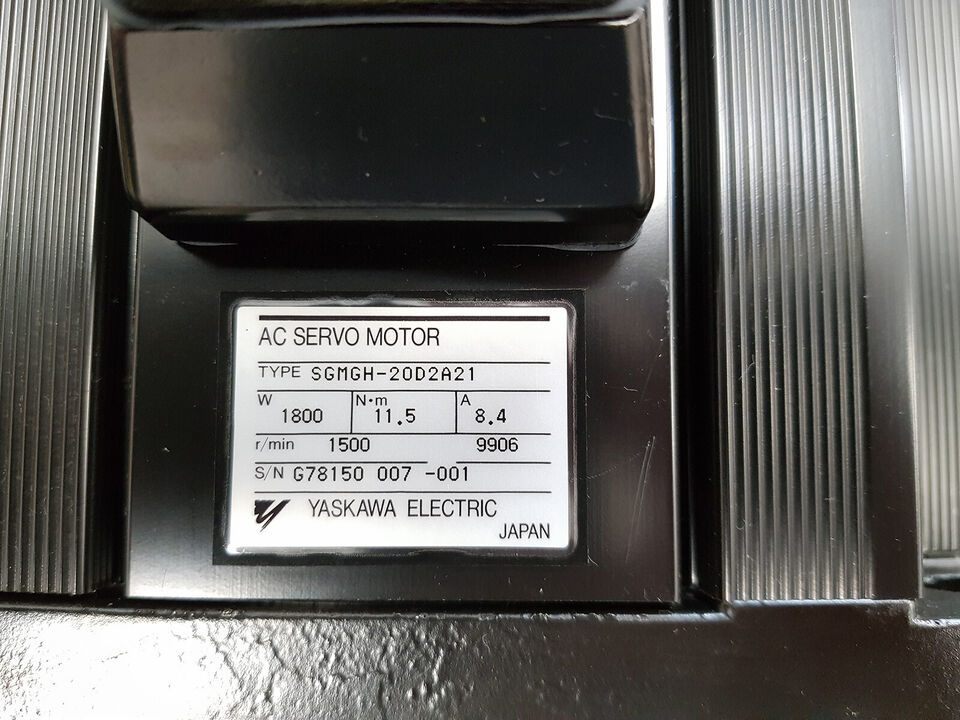 AC SERVO MOTOR
TYPE SGMGH-20D2A21
W 1800 N·m 11.5 A 8.4
r/min 1500 9906
S/N G78150 007 -001
YASKAWA ELECTRIC
JAPAN